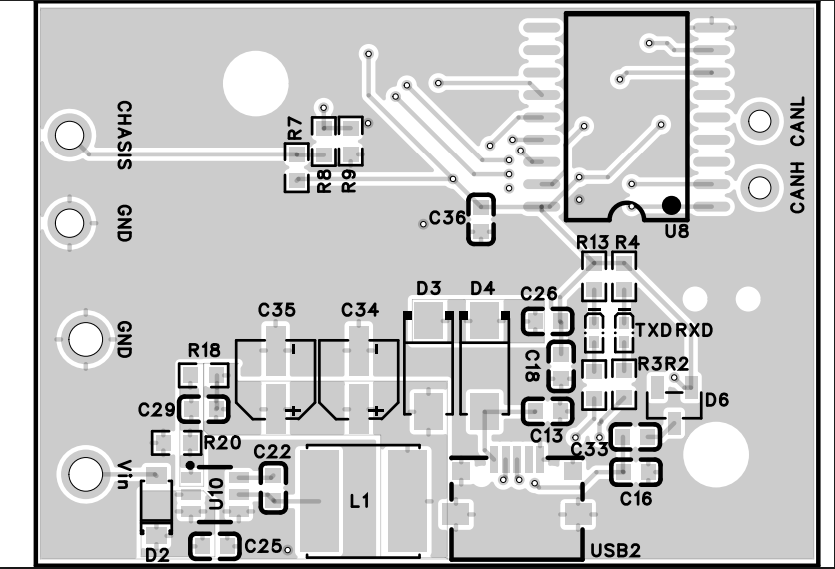 CHASIS
R7
R8
R9
CANL
CANH
GND
C36
U8
R13
R4
D3
D4
C26
C35
C34
TXD
RXD
GND
R18
C18
R3
R2
D6
C29
C13
R20
C33
C22
Vin
U10
L1
C16
C25
D2
USB2